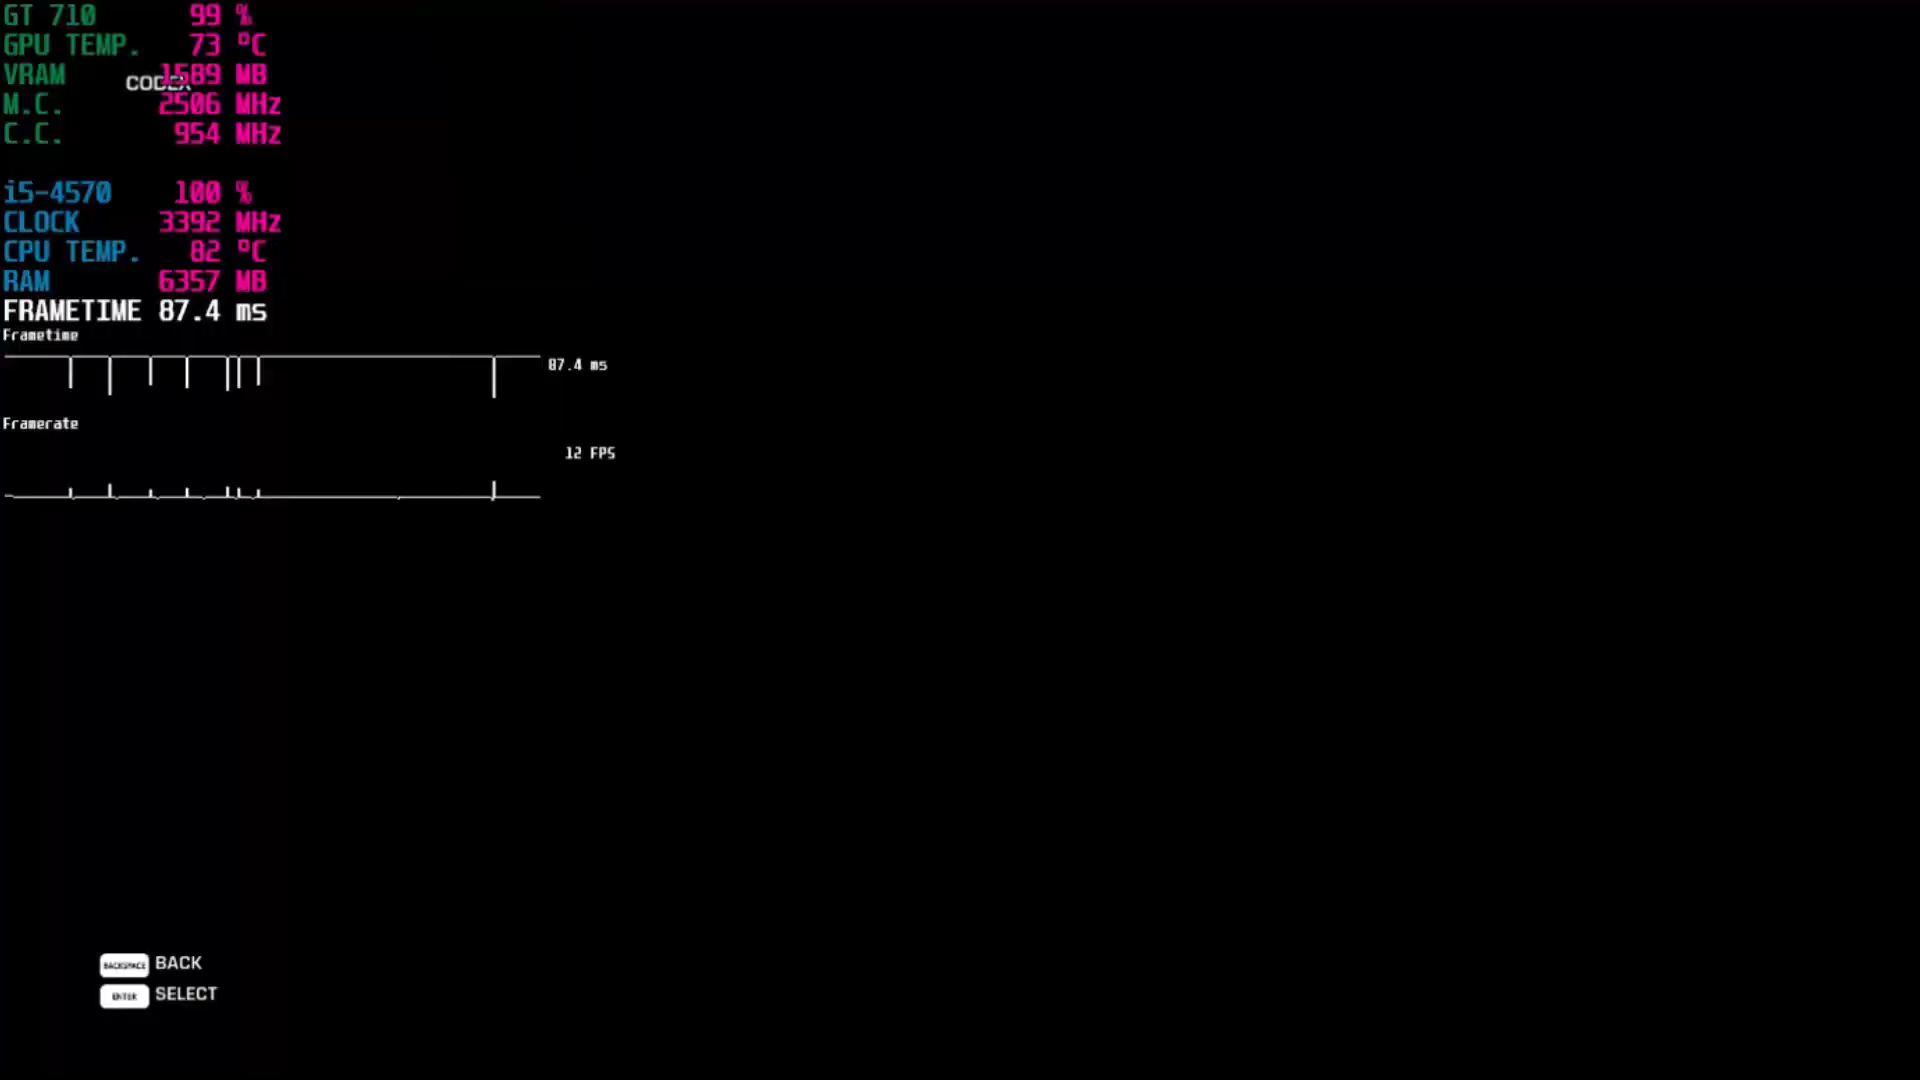 GT 710 99 %
GPU TEMP. 73 °C
VRAM 1589 MB
CODEX
M.C. 2506 MHz
C.C. 954 MHz
i5-4570 100 %
CLOCK 3392 MHz
CPU TEMP. 82 °C
RAM 6357 MB
FRAMETIME 87.4 ms
Frametime
87.4 ms
Framerate
12 FPS
BACKSPACE BACK
ENTER SELECT